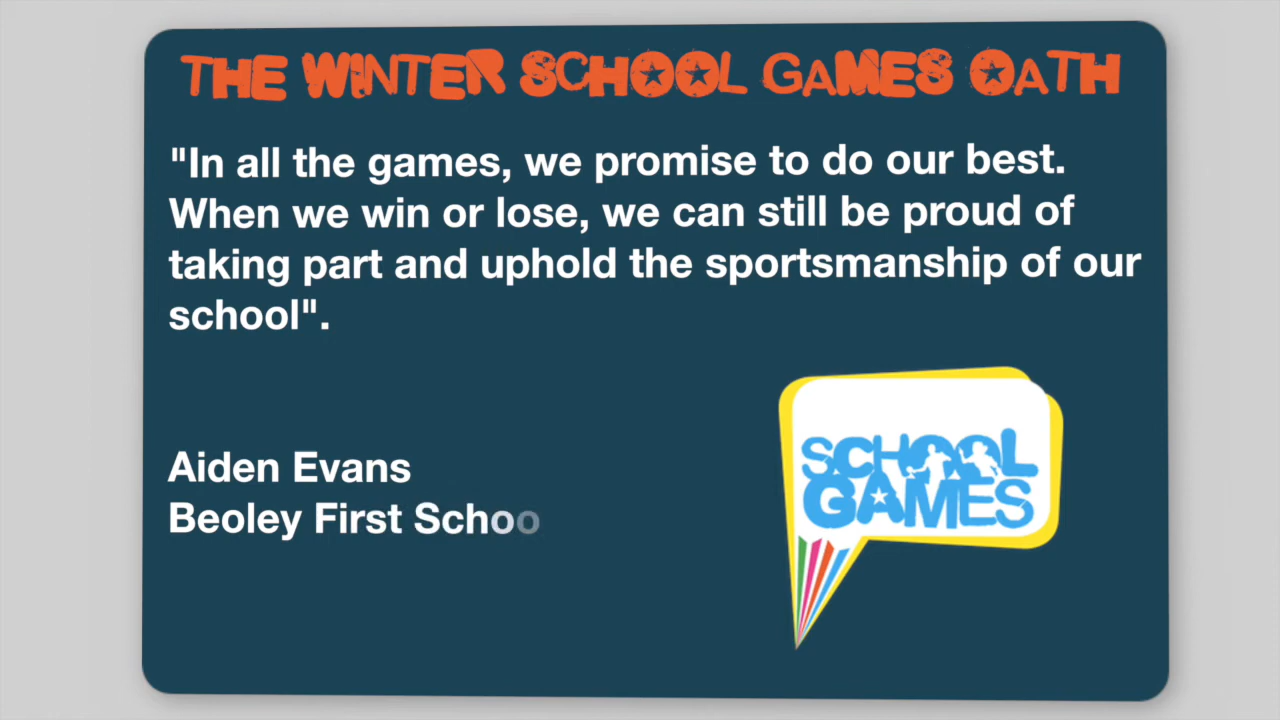 THE WINTER SCHOOL GAMES OATH
"In all the games, we promise to do our best.
When we win or lose, we can still be proud of
taking part and uphold the sportsmanship of our
school".
Aiden Evans
Beoley First Schoo
SCHOOL
GAMES